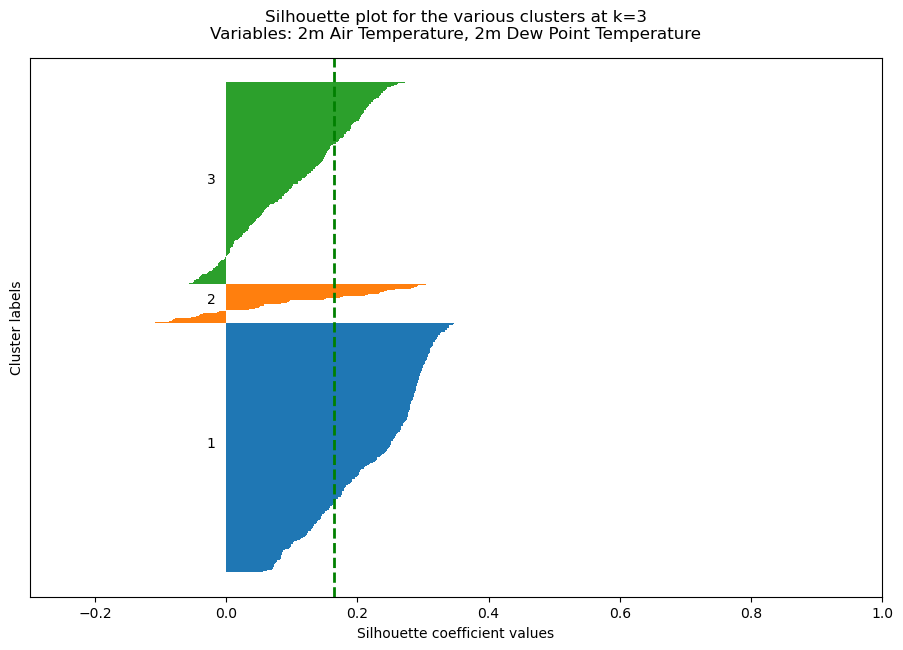 Silhouette plot for the various clusters at k=3
Variables: 2m Air Temperature, 2m Dew Point Temperature
Cluster labels
3
2
1
−0.2 0.0 0.2 0.4 0.6 0.8 1.0
Silhouette coefficient values